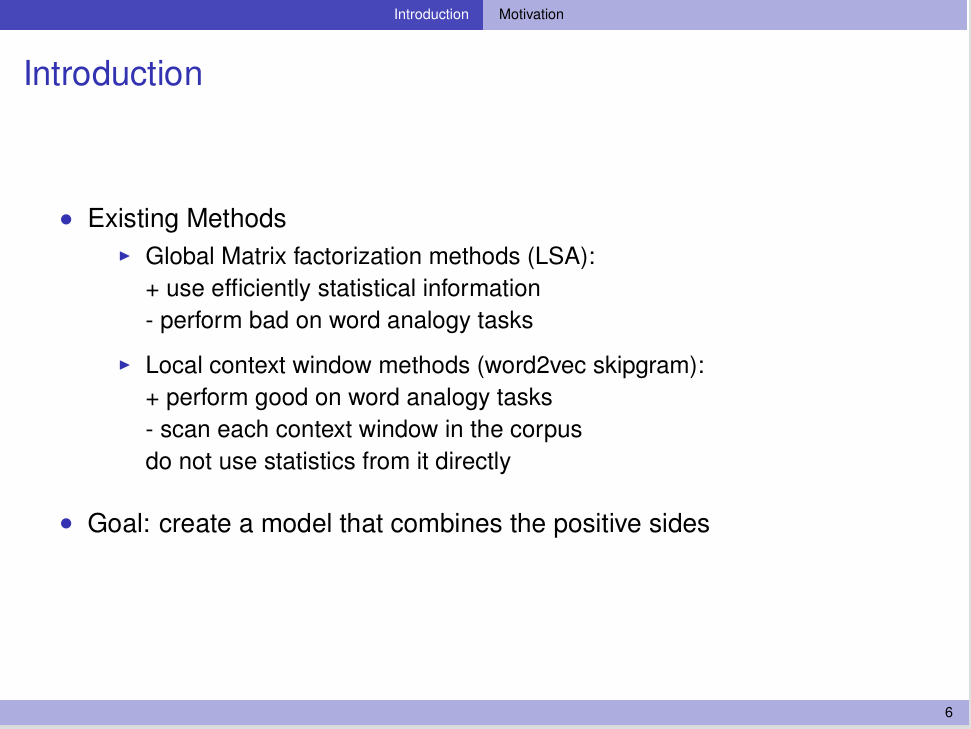 Introduction Motivation
Introduction
• Existing Methods
▶ Global Matrix factorization methods (LSA):
+ use efficiently statistical information
- perform bad on word analogy tasks
▶ Local context window methods (word2vec skipgram):
+ perform good on word analogy tasks
- scan each context window in the corpus
do not use statistics from it directly
• Goal: create a model that combines the positive sides
6